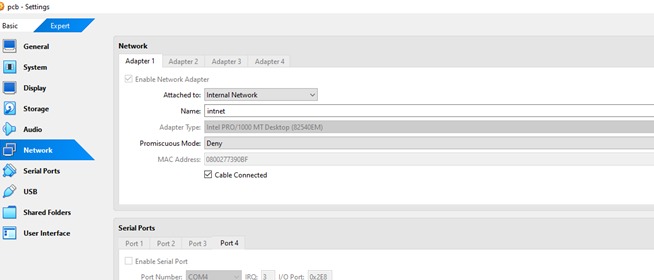 pcb - Settings
Basic Expert
General
System
Display
Storage
Audio
Network
Serial Ports
USB
Shared Folders
User Interface
Network
Adapter 1 Adapter 2 Adapter 3 Adapter 4
Enable Network Adapter
Attached to: Internal Network
Name: intnet
Adapter Type: Intel PRO/1000 MT Desktop (82540EM)
Promiscuous Mode: Deny
MAC Address: 0800277390BF
Cable Connected
Serial Ports
Port 1 Port 2 Port 3 Port 4
Enable Serial Port
Port Number: COM4 IRQ: 3 I/O Port: 0x2E8